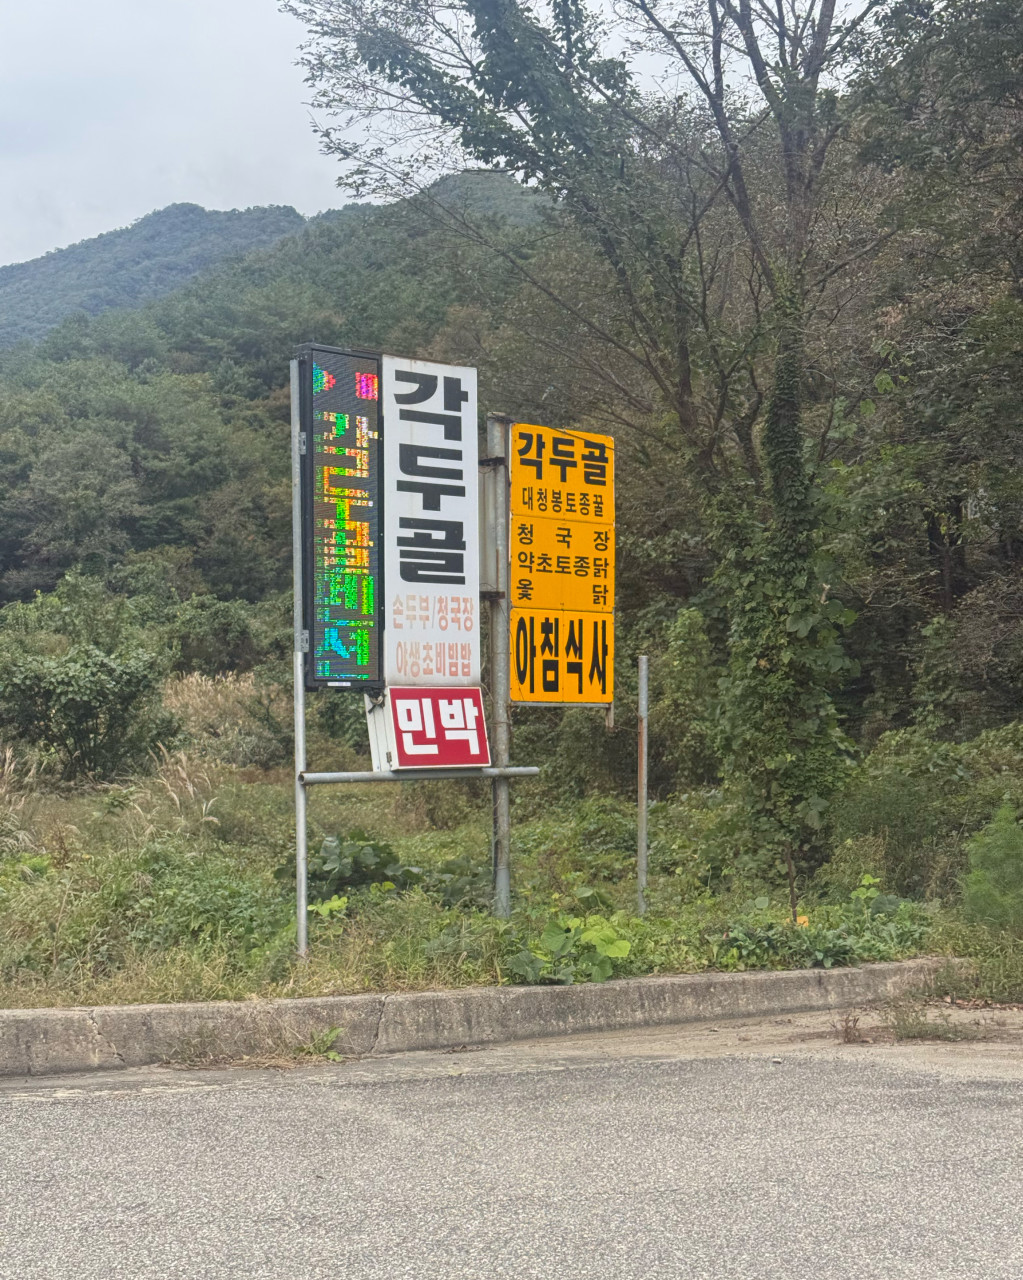 각두골
손두부/청국장
야생초비빔밥
민박
각두골
대청봉토종꿀
청국장
약초토종닭
옻닭
아침식사